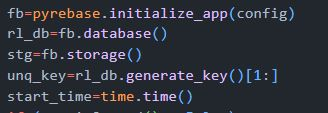 fb=pyrebase.initialize_app(config)
rl_db=fb.database()
stg=fb.storage()
unq_key=rl_db.generate_key()[1:]
start_time=time.time()